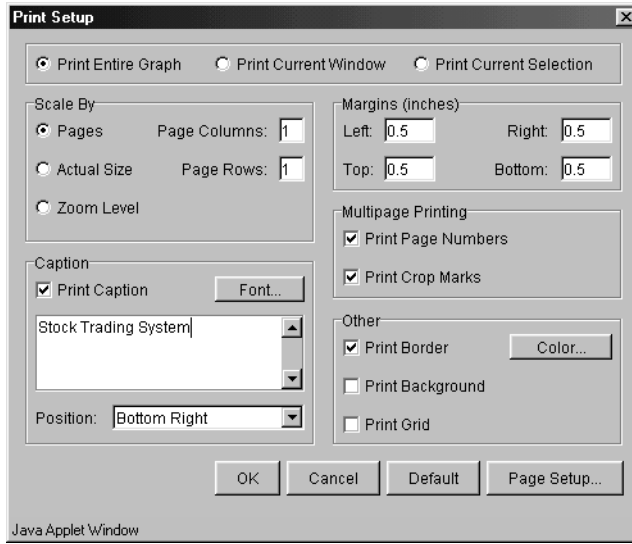 Print Setup
Print Entire Graph Print Current Window Print Current Selection
Scale By
Pages Page Columns: 1
Actual Size Page Rows: 1
Zoom Level
Margins (inches)
Left: 0.5 Right: 0.5
Top: 0.5 Bottom: 0.5
Multipage Printing
Print Page Numbers
Print Crop Marks
Caption
Print Caption Font...
Stock Trading System
Position: Bottom Right
Other
Print Border Color...
Print Background
Print Grid
OK Cancel Default Page Setup...
Java Applet Window